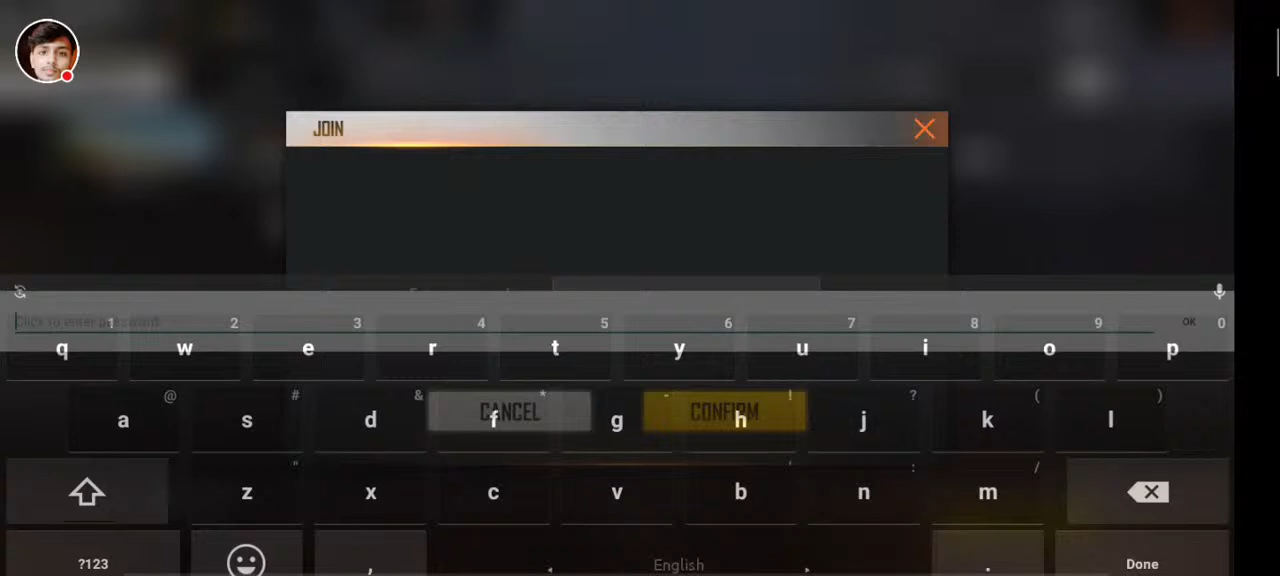 JOIN
Click to enter password
OK
1 2 3 4 5 6 7 8 9 0
q w e r t y u i o p
@ # & * - ! ? ( )
CANCEL CONFIRM
a s d f g h j k l
" ' : /
z x c v b n m
?123 , English . Done